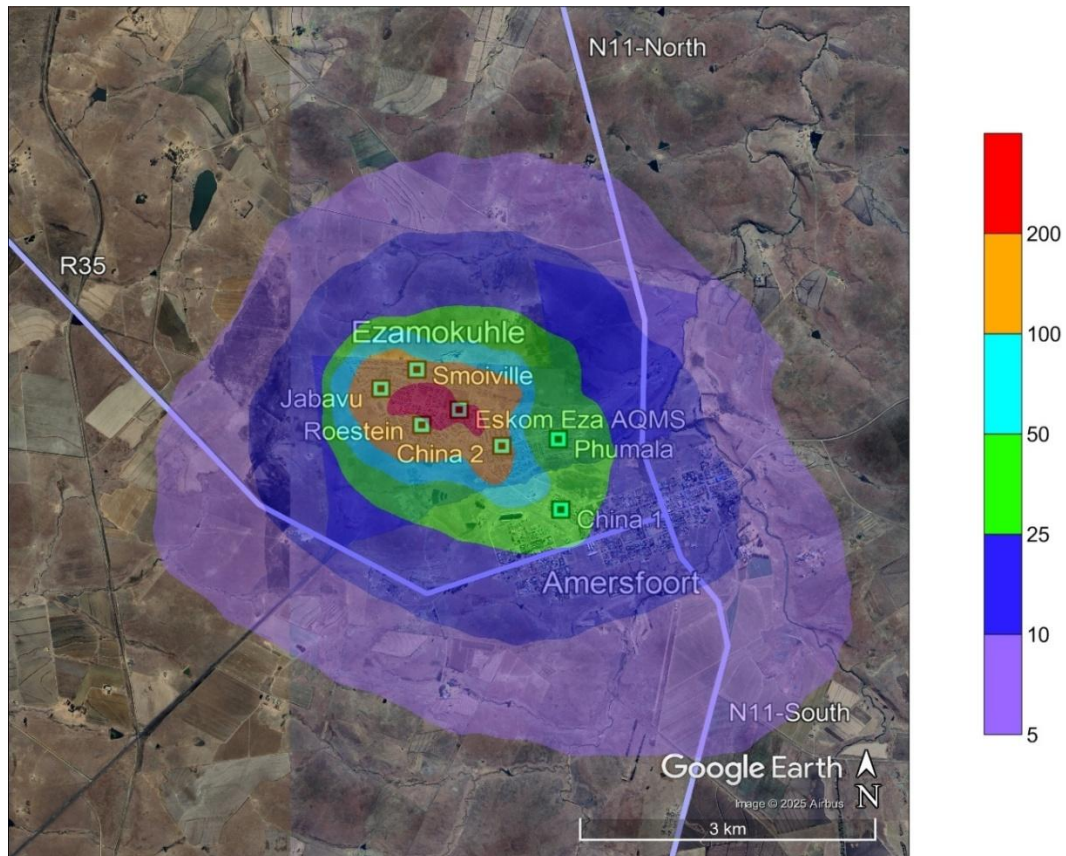 N11-North
R35
Ezamokuhle
Smoiville
Jabavu
Eskom Eza AQMS
Roestein
China 2
Phumala
China 1
Amersfoort
N11-South
Google Earth
N
Image © 2025 Airbus
3 km
200
100
50
25
10
5